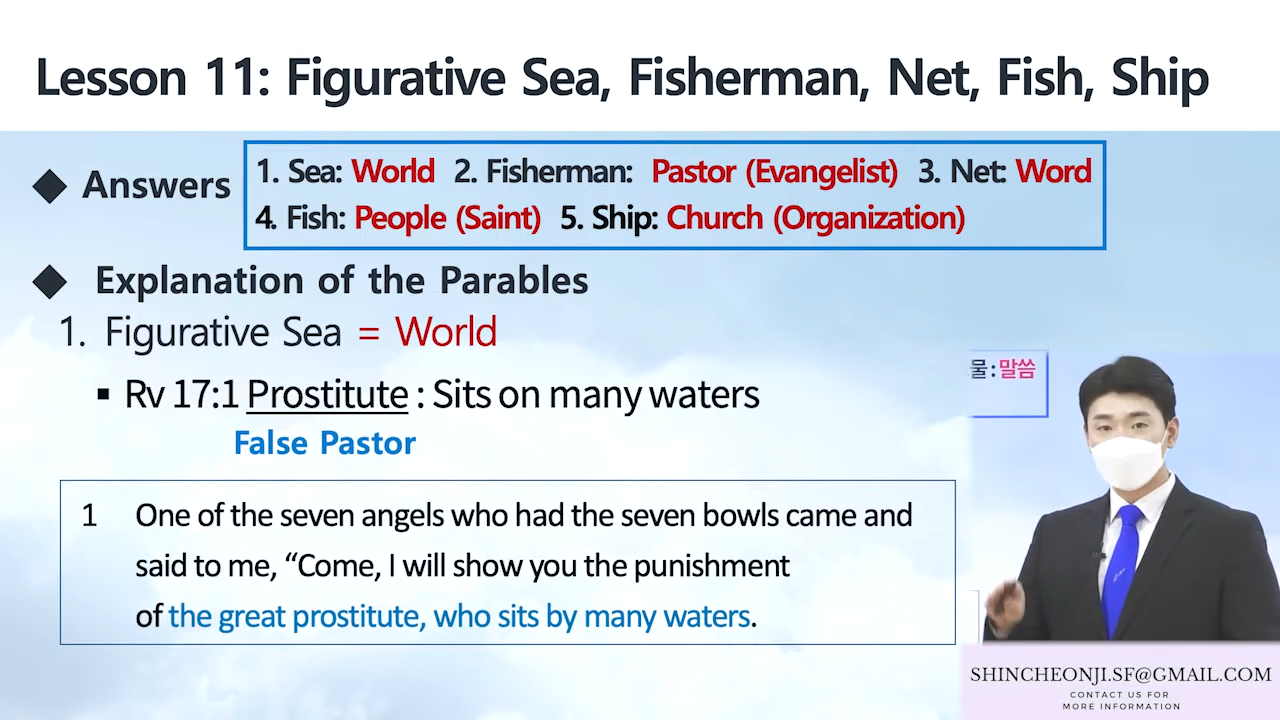 Lesson 11: Figurative Sea, Fisherman, Net, Fish, Ship
◆ Answers
1. Sea: World 2. Fisherman: Pastor (Evangelist) 3. Net: Word
4. Fish: People (Saint) 5. Ship: Church (Organization)
◆ Explanation of the Parables
1. Figurative Sea = World
▪ Rv 17:1 Prostitute : Sits on many waters
False Pastor
1 One of the seven angels who had the seven bowls came and
said to me, “Come, I will show you the punishment
of the great prostitute, who sits by many waters.
물:말씀
SHINCHEONJI.SF@GMAIL.COM
CONTACT US FOR
MORE INFORMATION